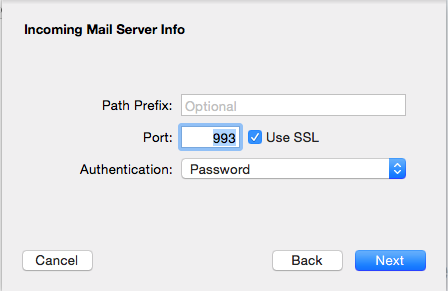 Incoming Mail Server Info
Path Prefix: Optional
Port: 993 Use SSL
Authentication: Password
Cancel Back Next